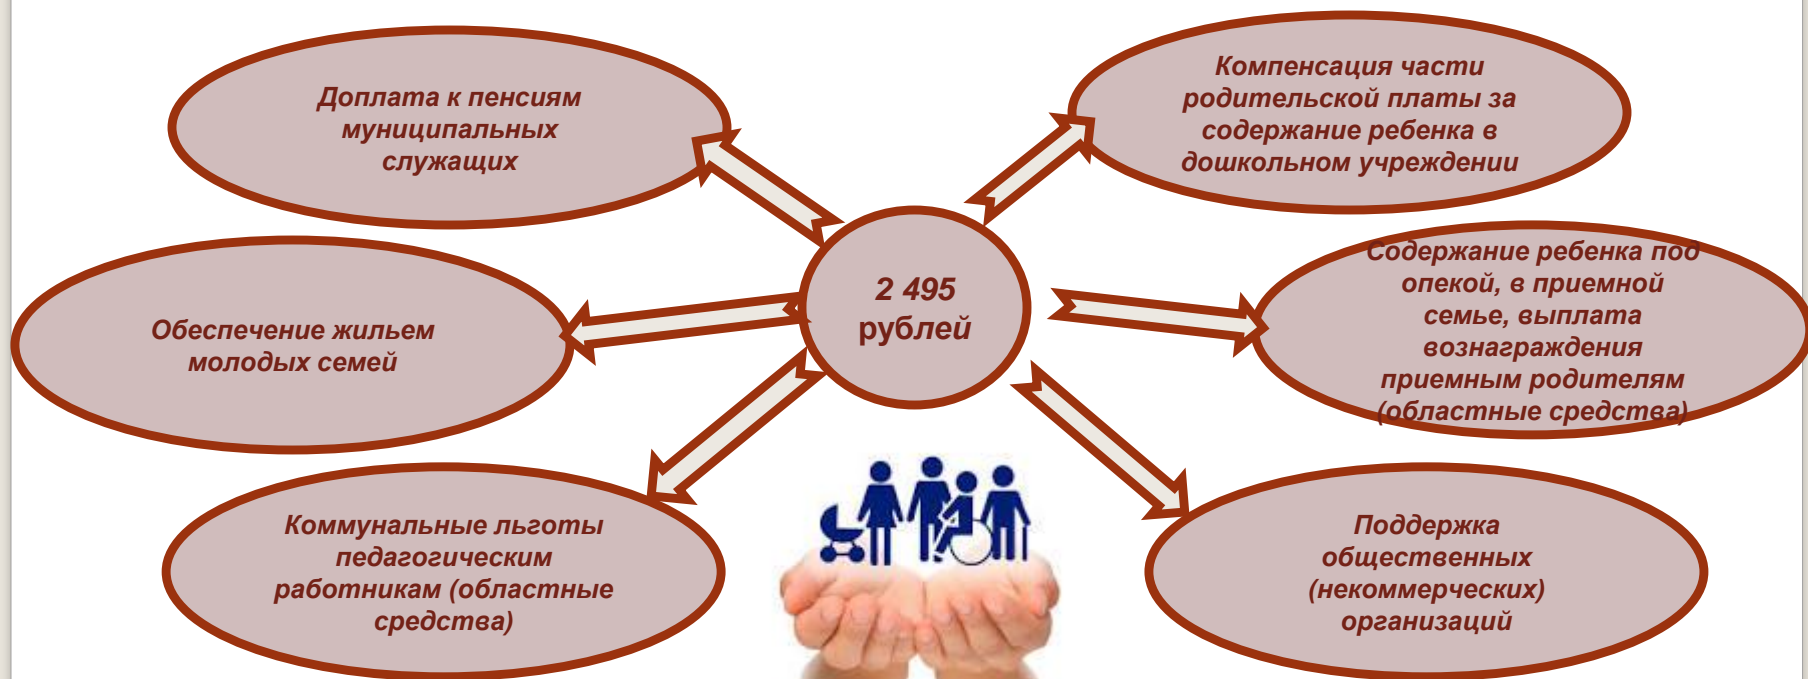 Доплата к пенсиям
муниципальных
служащих
Компенсация части
родительской платы за
содержание ребенка в
дошкольном учреждении
2 495
рублей
Обеспечение жильем
молодых семей
Содержание ребенка под
опекой, в приемной
семье, выплата
вознаграждения
приемным родителям
(областные средства)
Коммунальные льготы
педагогическим
работникам (областные
средства)
Поддержка
общественных
(некоммерческих)
организаций